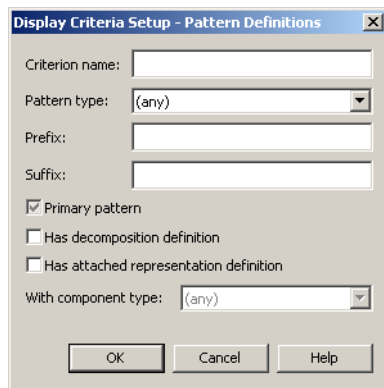 Display Criteria Setup - Pattern Definitions
Criterion name:
Pattern type: (any)
Prefix:
Suffix:
Primary pattern
Has decomposition definition
Has attached representation definition
With component type: (any)
OK Cancel Help